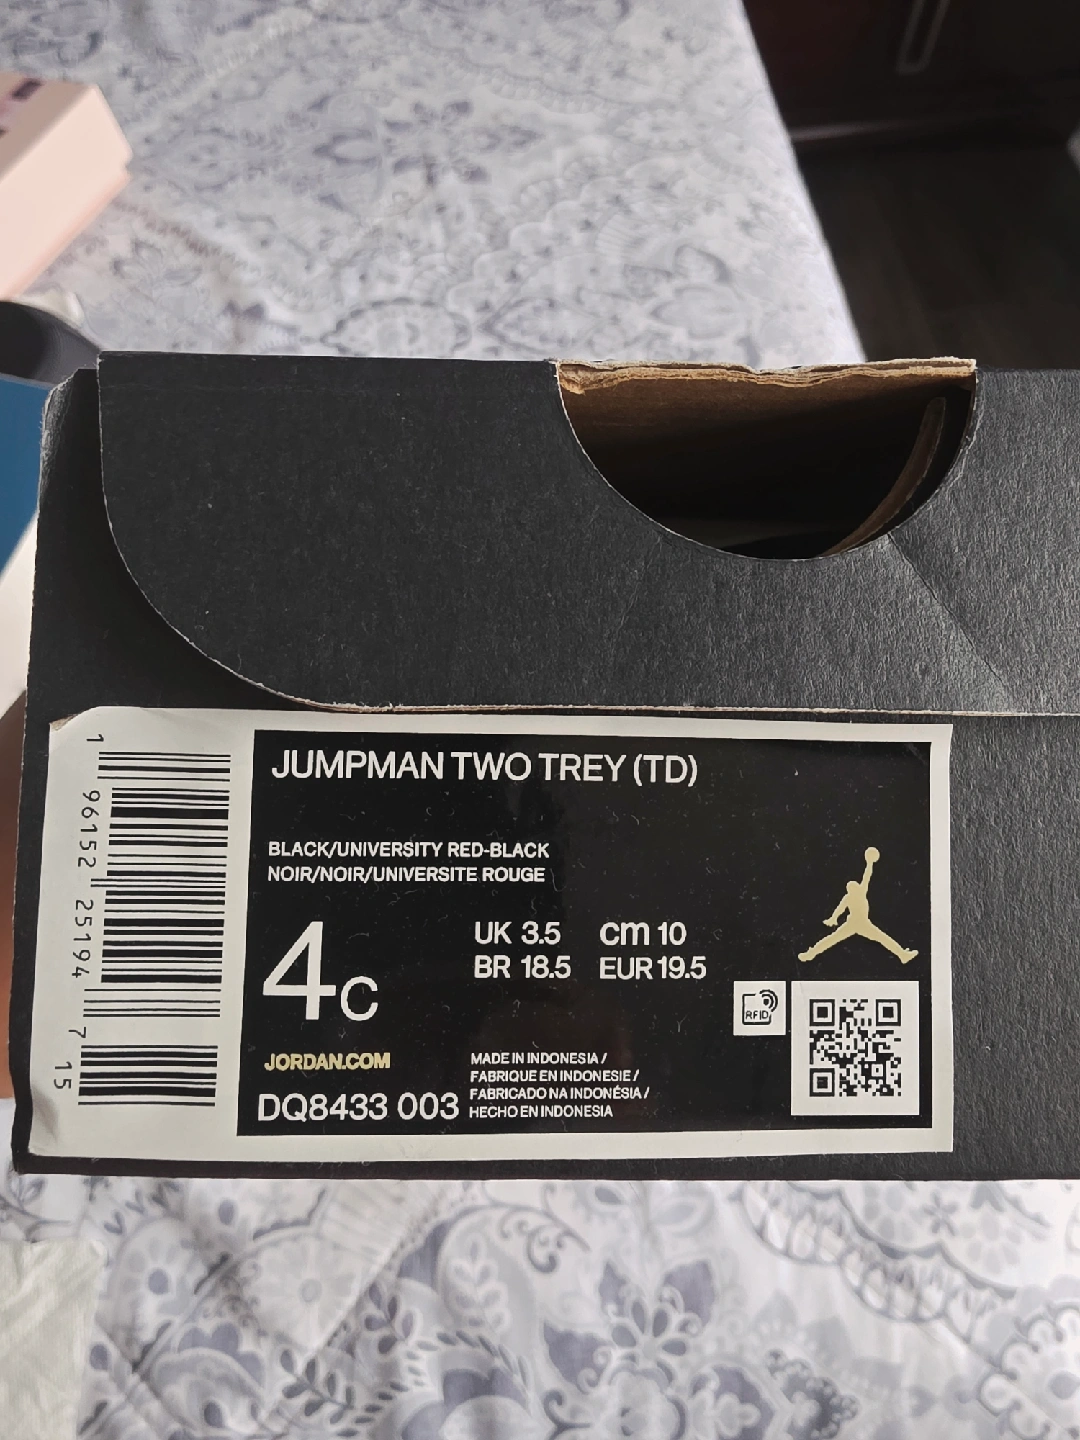 JUMPMAN TWO TREY (TD)
BLACK/UNIVERSITY RED-BLACK
NOIR/NOIR/UNIVERSITE ROUGE
4C
UK 3.5 cm 10
BR 18.5 EUR 19.5
RFID
JORDAN.COM
DQ8433 003
MADE IN INDONESIA /
FABRIQUE EN INDONESIE /
FABRICADO NA INDONÉSIA /
HECHO EN INDONESIA
1 96152 25194 7 15